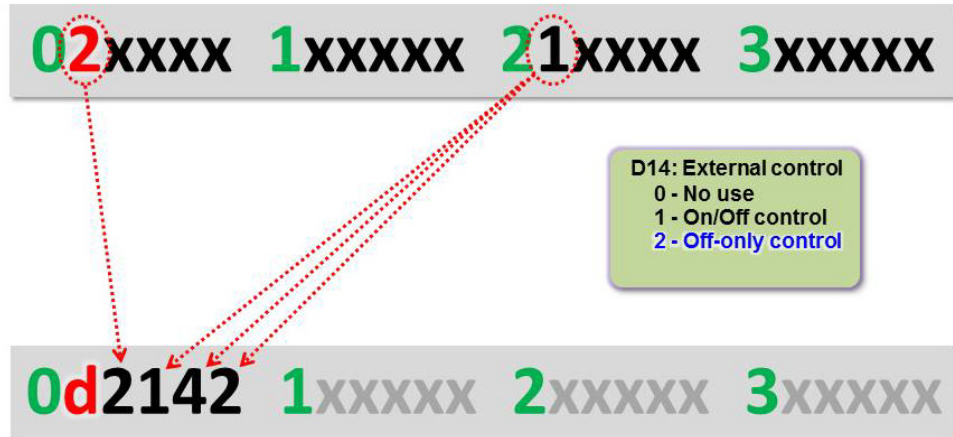 02xxxx 1xxxxx 21xxxx 3xxxxx
D14: External control
0 - No use
1 - On/Off control
2 - Off-only control
0d2142 1xxxxx 2xxxxx 3xxxxx